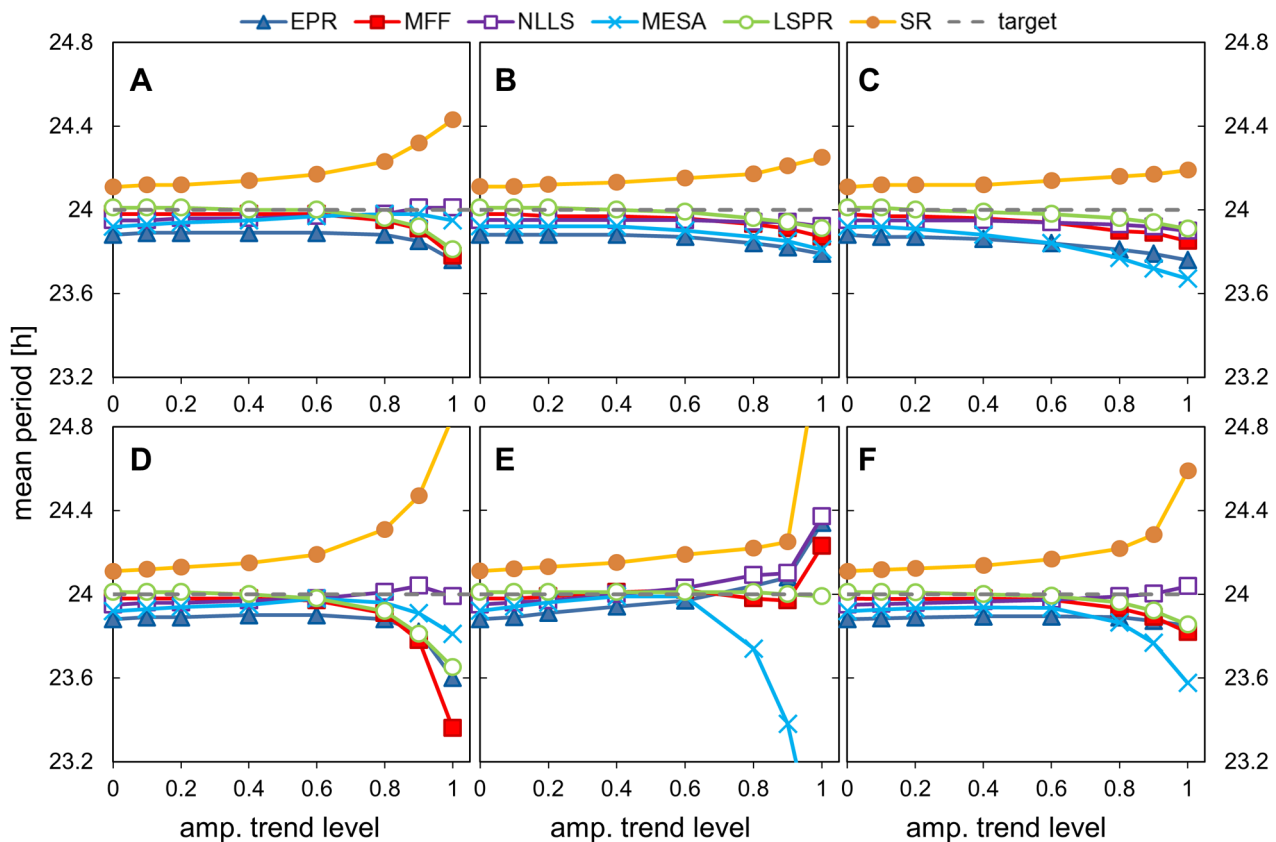 EPR MFF NLLS MESA LSPR SR target
24.8 A B C 24.8
24.4 24.4
24 24
23.6 23.6
23.2 23.2
0 0.2 0.4 0.6 0.8 1 0 0.2 0.4 0.6 0.8 1 0 0.2 0.4 0.6 0.8 1
mean period [h]
24.8 D E F 24.8
24.4 24.4
24 24
23.6 23.6
23.2 23.2
0 0.2 0.4 0.6 0.8 1 0 0.2 0.4 0.6 0.8 1 0 0.2 0.4 0.6 0.8 1
amp. trend level amp. trend level amp. trend level